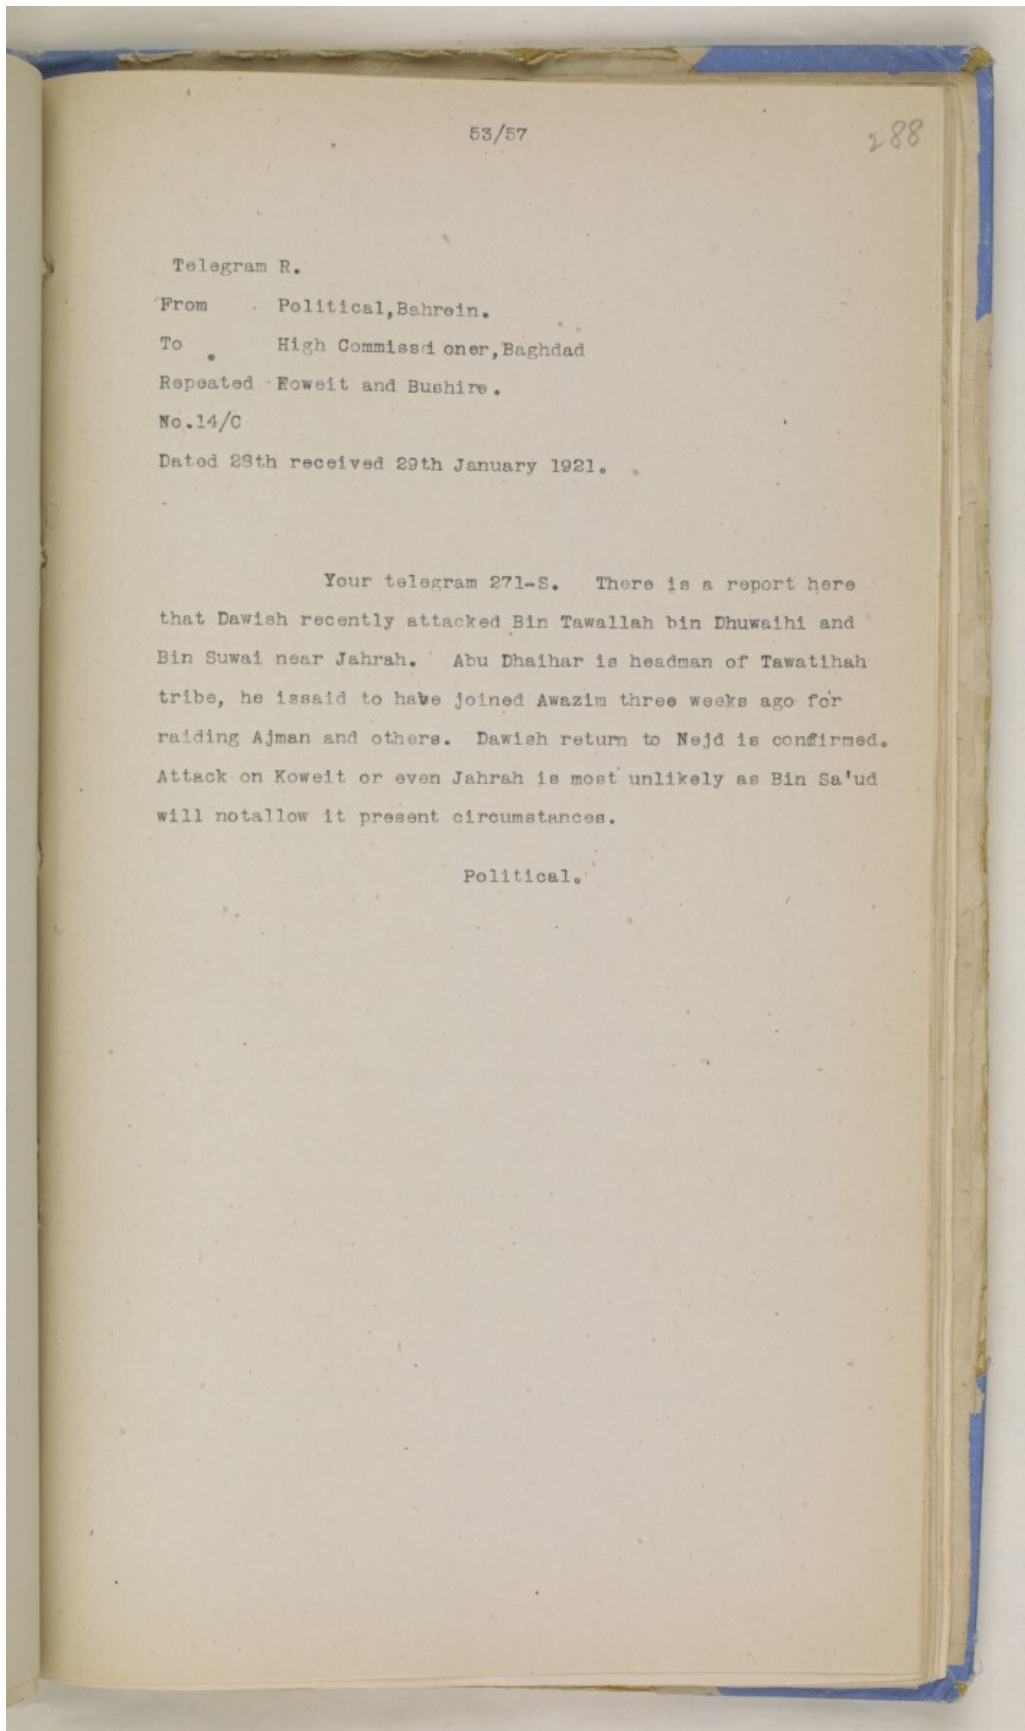 53/57
288
Telegram R.
From Political,Bahrein.
To High Commissioner,Baghdad
Repeated Koweit and Bushire.
No.14/C
Dated 28th received 29th January 1921.
Your telegram 271-S. There is a report here
that Dawish recently attacked Bin Tawallah bin Dhuwaihi and
Bin Suwai near Jahrah. Abu Dhaihar is headman of Tawatihah
tribe, he issaid to have joined Awazim three weeks ago for
raiding Ajman and others. Dawish return to Nejd is confirmed.
Attack on Koweit or even Jahrah is most unlikely as Bin Sa'ud
will notallow it present circumstances.
Political.